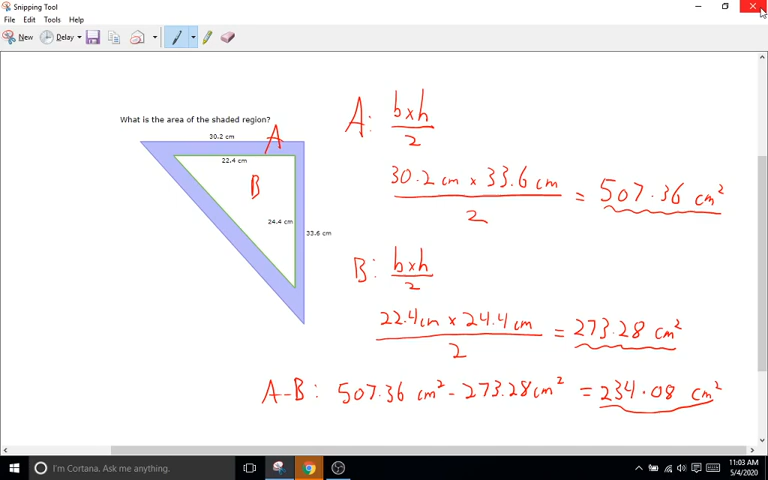 Snipping Tool
File Edit Tools Help
New Delay
What is the area of the shaded region?
30.2 cm
A
22.4 cm
B
24.4 cm
33.6 cm
A: bxh
2
30.2 cm x 33.6 cm
2
= 507.36 cm²
B: bxh
2
22.4cm x 24.4 cm
2
= 273.28 cm²
A-B: 507.36 cm² - 273.28cm² = 234.08 cm²
I'm Cortana. Ask me anything.
11:03 AM
5/4/2020